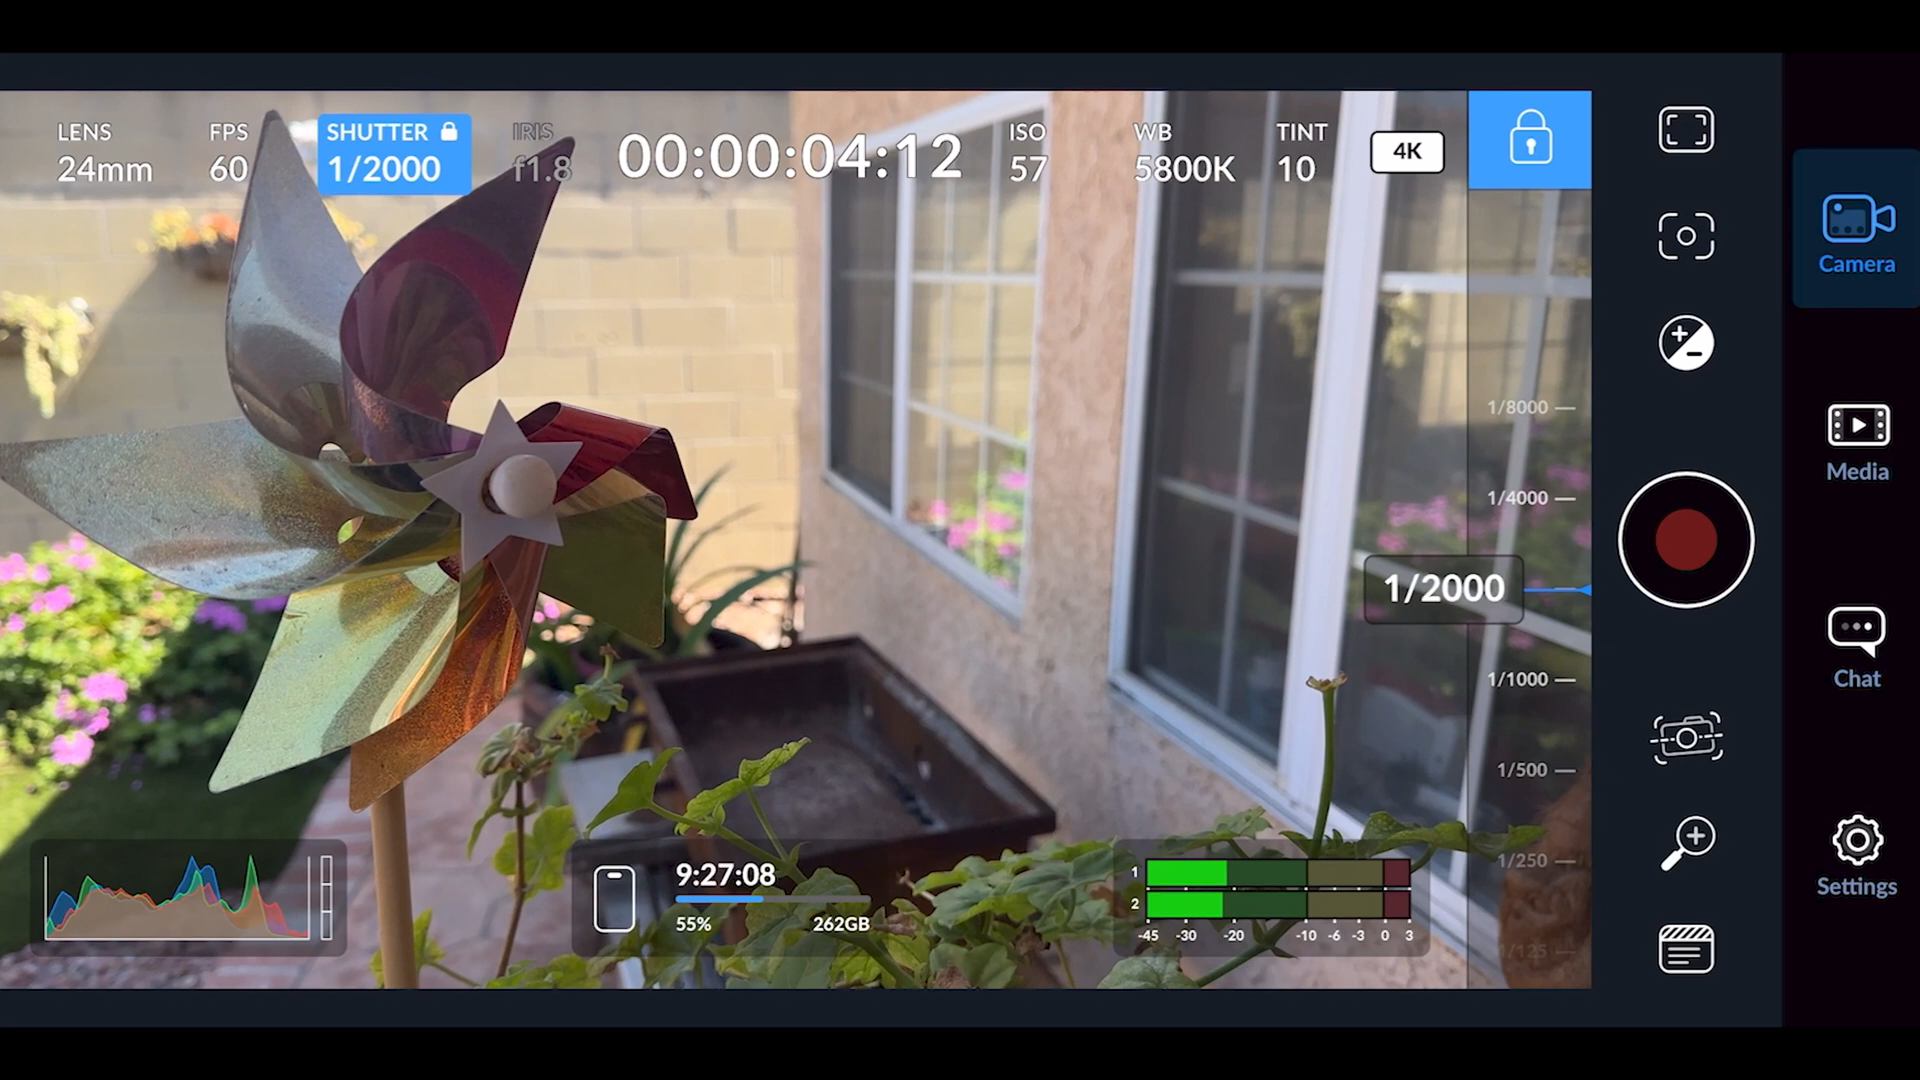 LENS
24mm
FPS
60
SHUTTER
1/2000
IRIS
f1.8
00:00:04:12
ISO
57
WB
5800K
TINT
10
4K
Camera
Media
Chat
Settings
1/8000
1/4000
1/2000
1/1000
1/500
1/250
1/125
9:27:08
55%
262GB
1
2
-45 -30 -20 -10 -6 -3 0 3